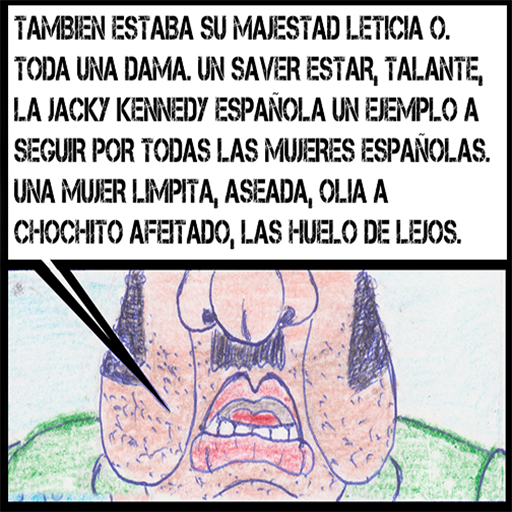 TAMBIEN ESTABA SU MAJESTAD LETICIA O.
TODA UNA DAMA. UN SAVER ESTAR, TALANTE,
LA JACKY KENNEDY ESPAÑOLA UN EJEMPLO A
SEGUIR POR TODAS LAS MUJERES ESPAÑOLAS.
UNA MUJER LIMPITA, ASEADA, OLIA A
CHOCHITO AFEITADO, LAS HUELO DE LEJOS.